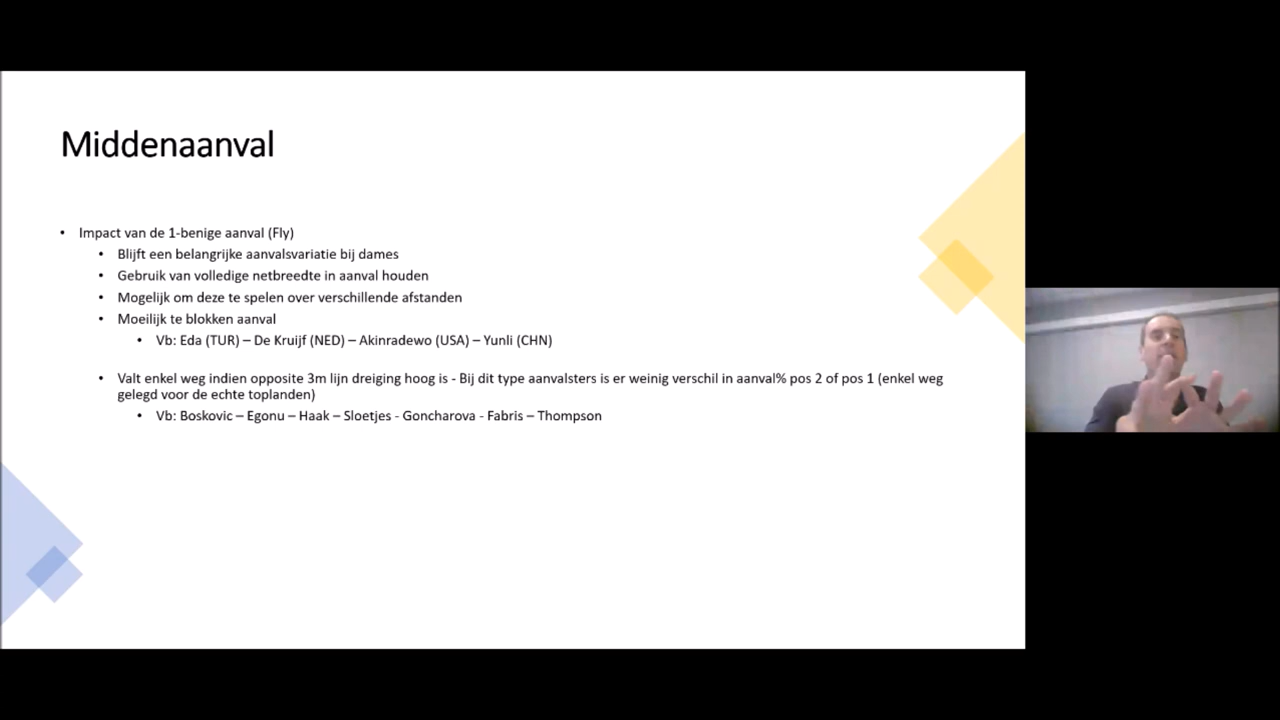 Middenaanval
• Impact van de 1-benige aanval (Fly)
• Blijft een belangrijke aanvalsvariatie bij dames
• Gebruik van volledige netbreedte in aanval houden
• Mogelijk om deze te spelen over verschillende afstanden
• Moeilijk te blokken aanval
• Vb: Eda (TUR) – De Kruijf (NED) – Akinradewo (USA) – Yunli (CHN)
• Valt enkel weg indien opposite 3m lijn dreiging hoog is - Bij dit type aanvalsters is er weinig verschil in aanval% pos 2 of pos 1 (enkel weg
gelegd voor de echte toplanden)
• Vb: Boskovic – Egonu – Haak – Sloetjes - Goncharova - Fabris – Thompson